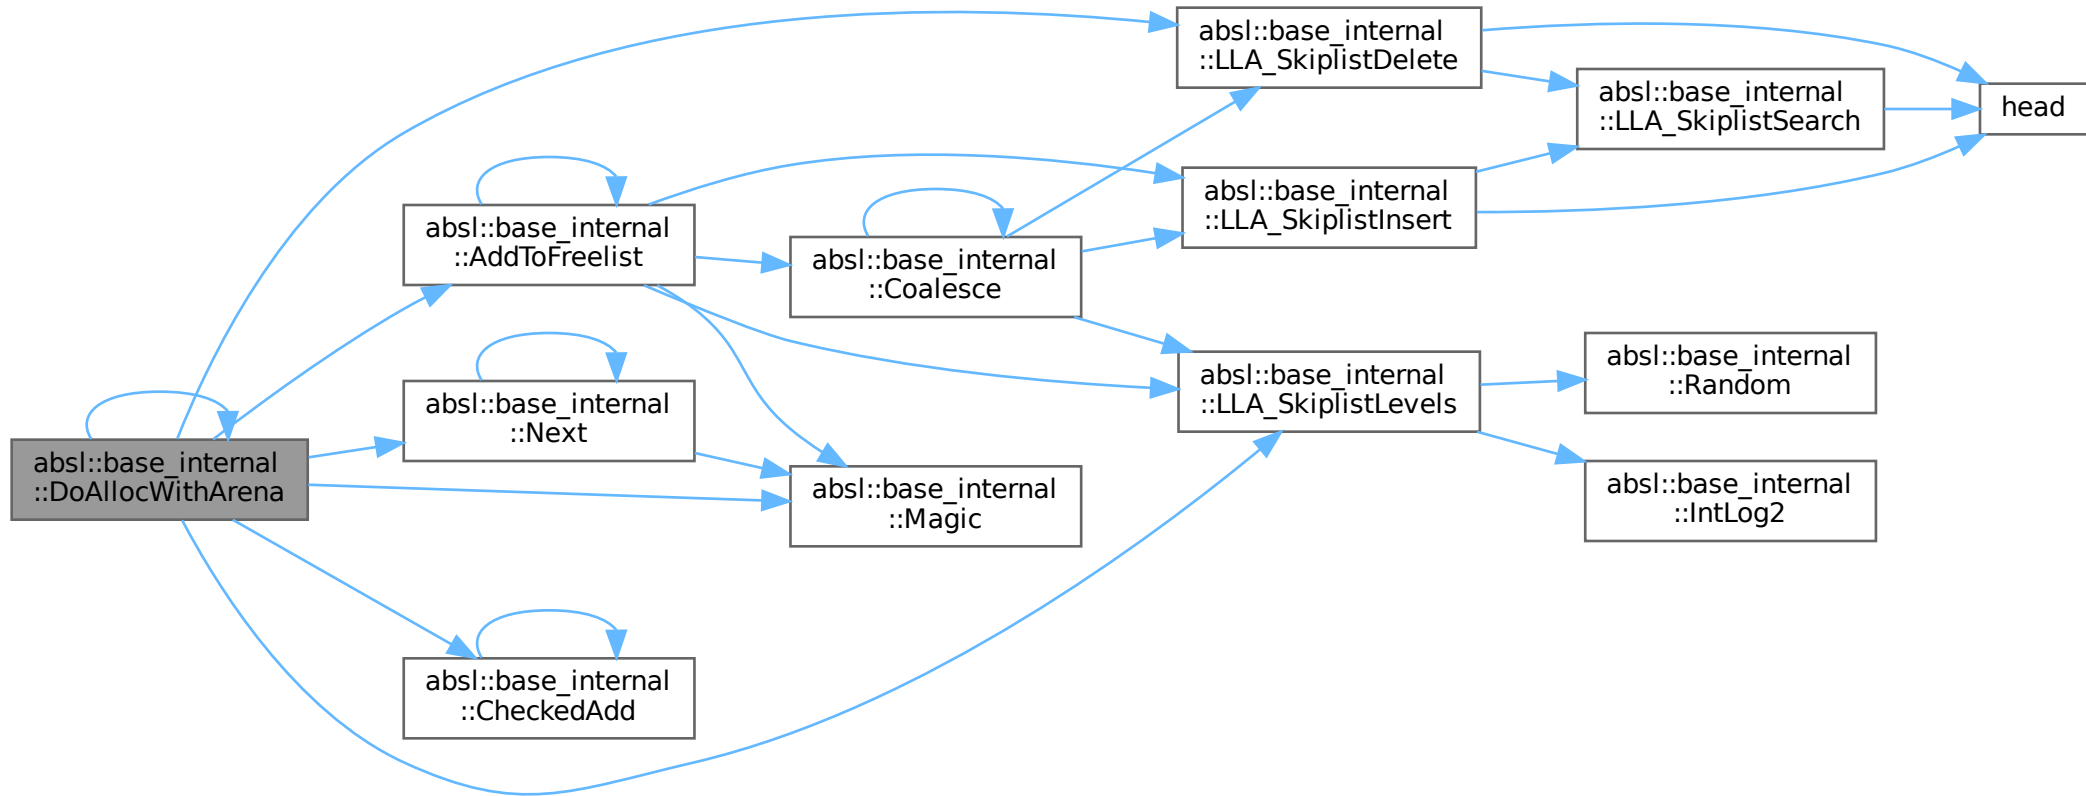 absl::base_internal
::DoAllocWithArena
absl::base_internal
::AddToFreelist
absl::base_internal
::Next
absl::base_internal
::CheckedAdd
absl::base_internal
::Coalesce
absl::base_internal
::Magic
absl::base_internal
::LLA_SkiplistDelete
absl::base_internal
::LLA_SkiplistInsert
absl::base_internal
::LLA_SkiplistLevels
absl::base_internal
::LLA_SkiplistSearch
absl::base_internal
::Random
absl::base_internal
::IntLog2
head